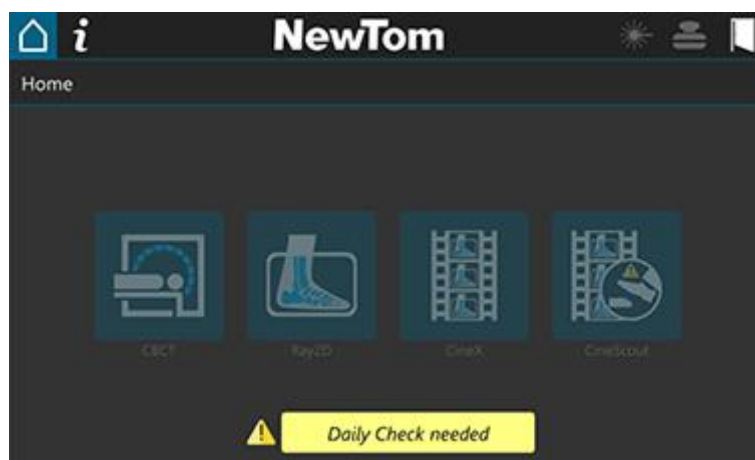 i
NewTom
Home
CBCT
Ray2D
CineX
CineScout
Daily Check needed